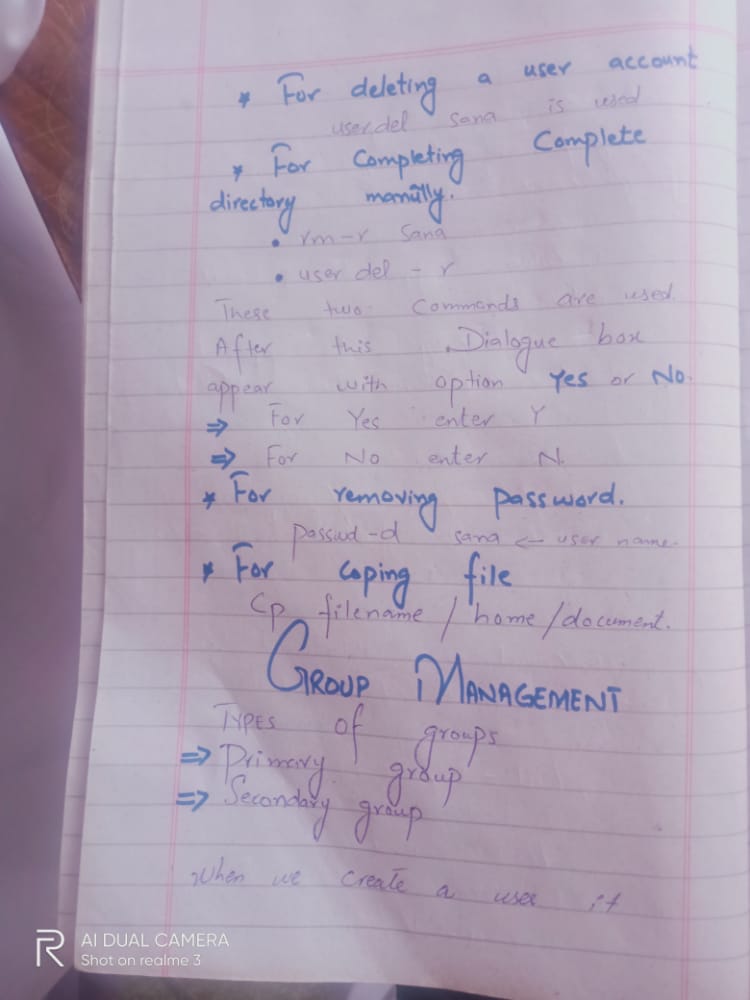 * For deleting a user account
userdel sana is used
* For Completing Complete
directory manully.
• rm-r Sana
• userdel - r
These two Commands are used.
After this Dialogue box
appear with option Yes or No.
⇒ For Yes enter Y
⇒ For No enter N.
* For removing password.
passwd -d sana ← user name.
* For Coping file
Cp filename /home/document.
GROUP MANAGEMENT
TYPES of groups
⇒ Primary group
⇒ Secondary group
When we create a user it
AI DUAL CAMERA
Shot on realme 3